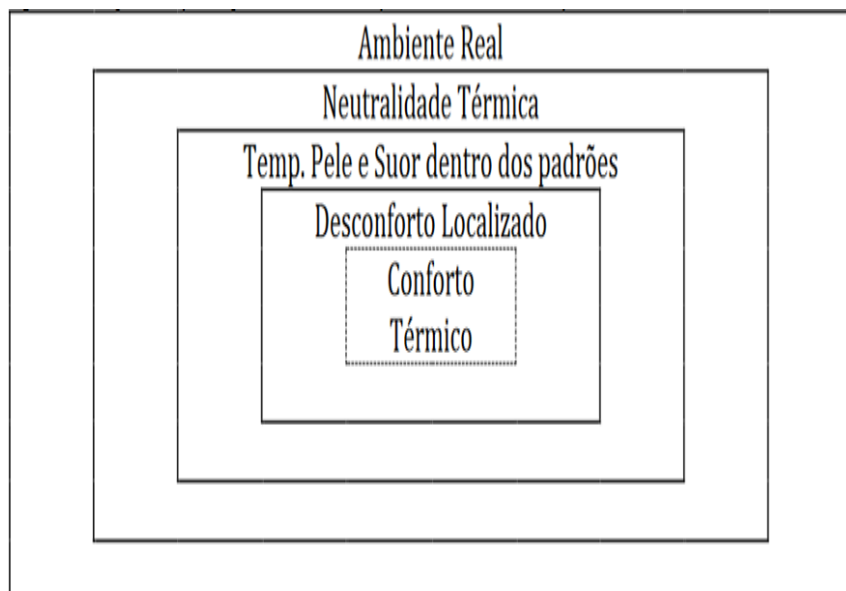 Ambiente Real
Neutralidade Térmica
Temp. Pele e Suor dentro dos padrões
Desconforto Localizado
Conforto
Térmico